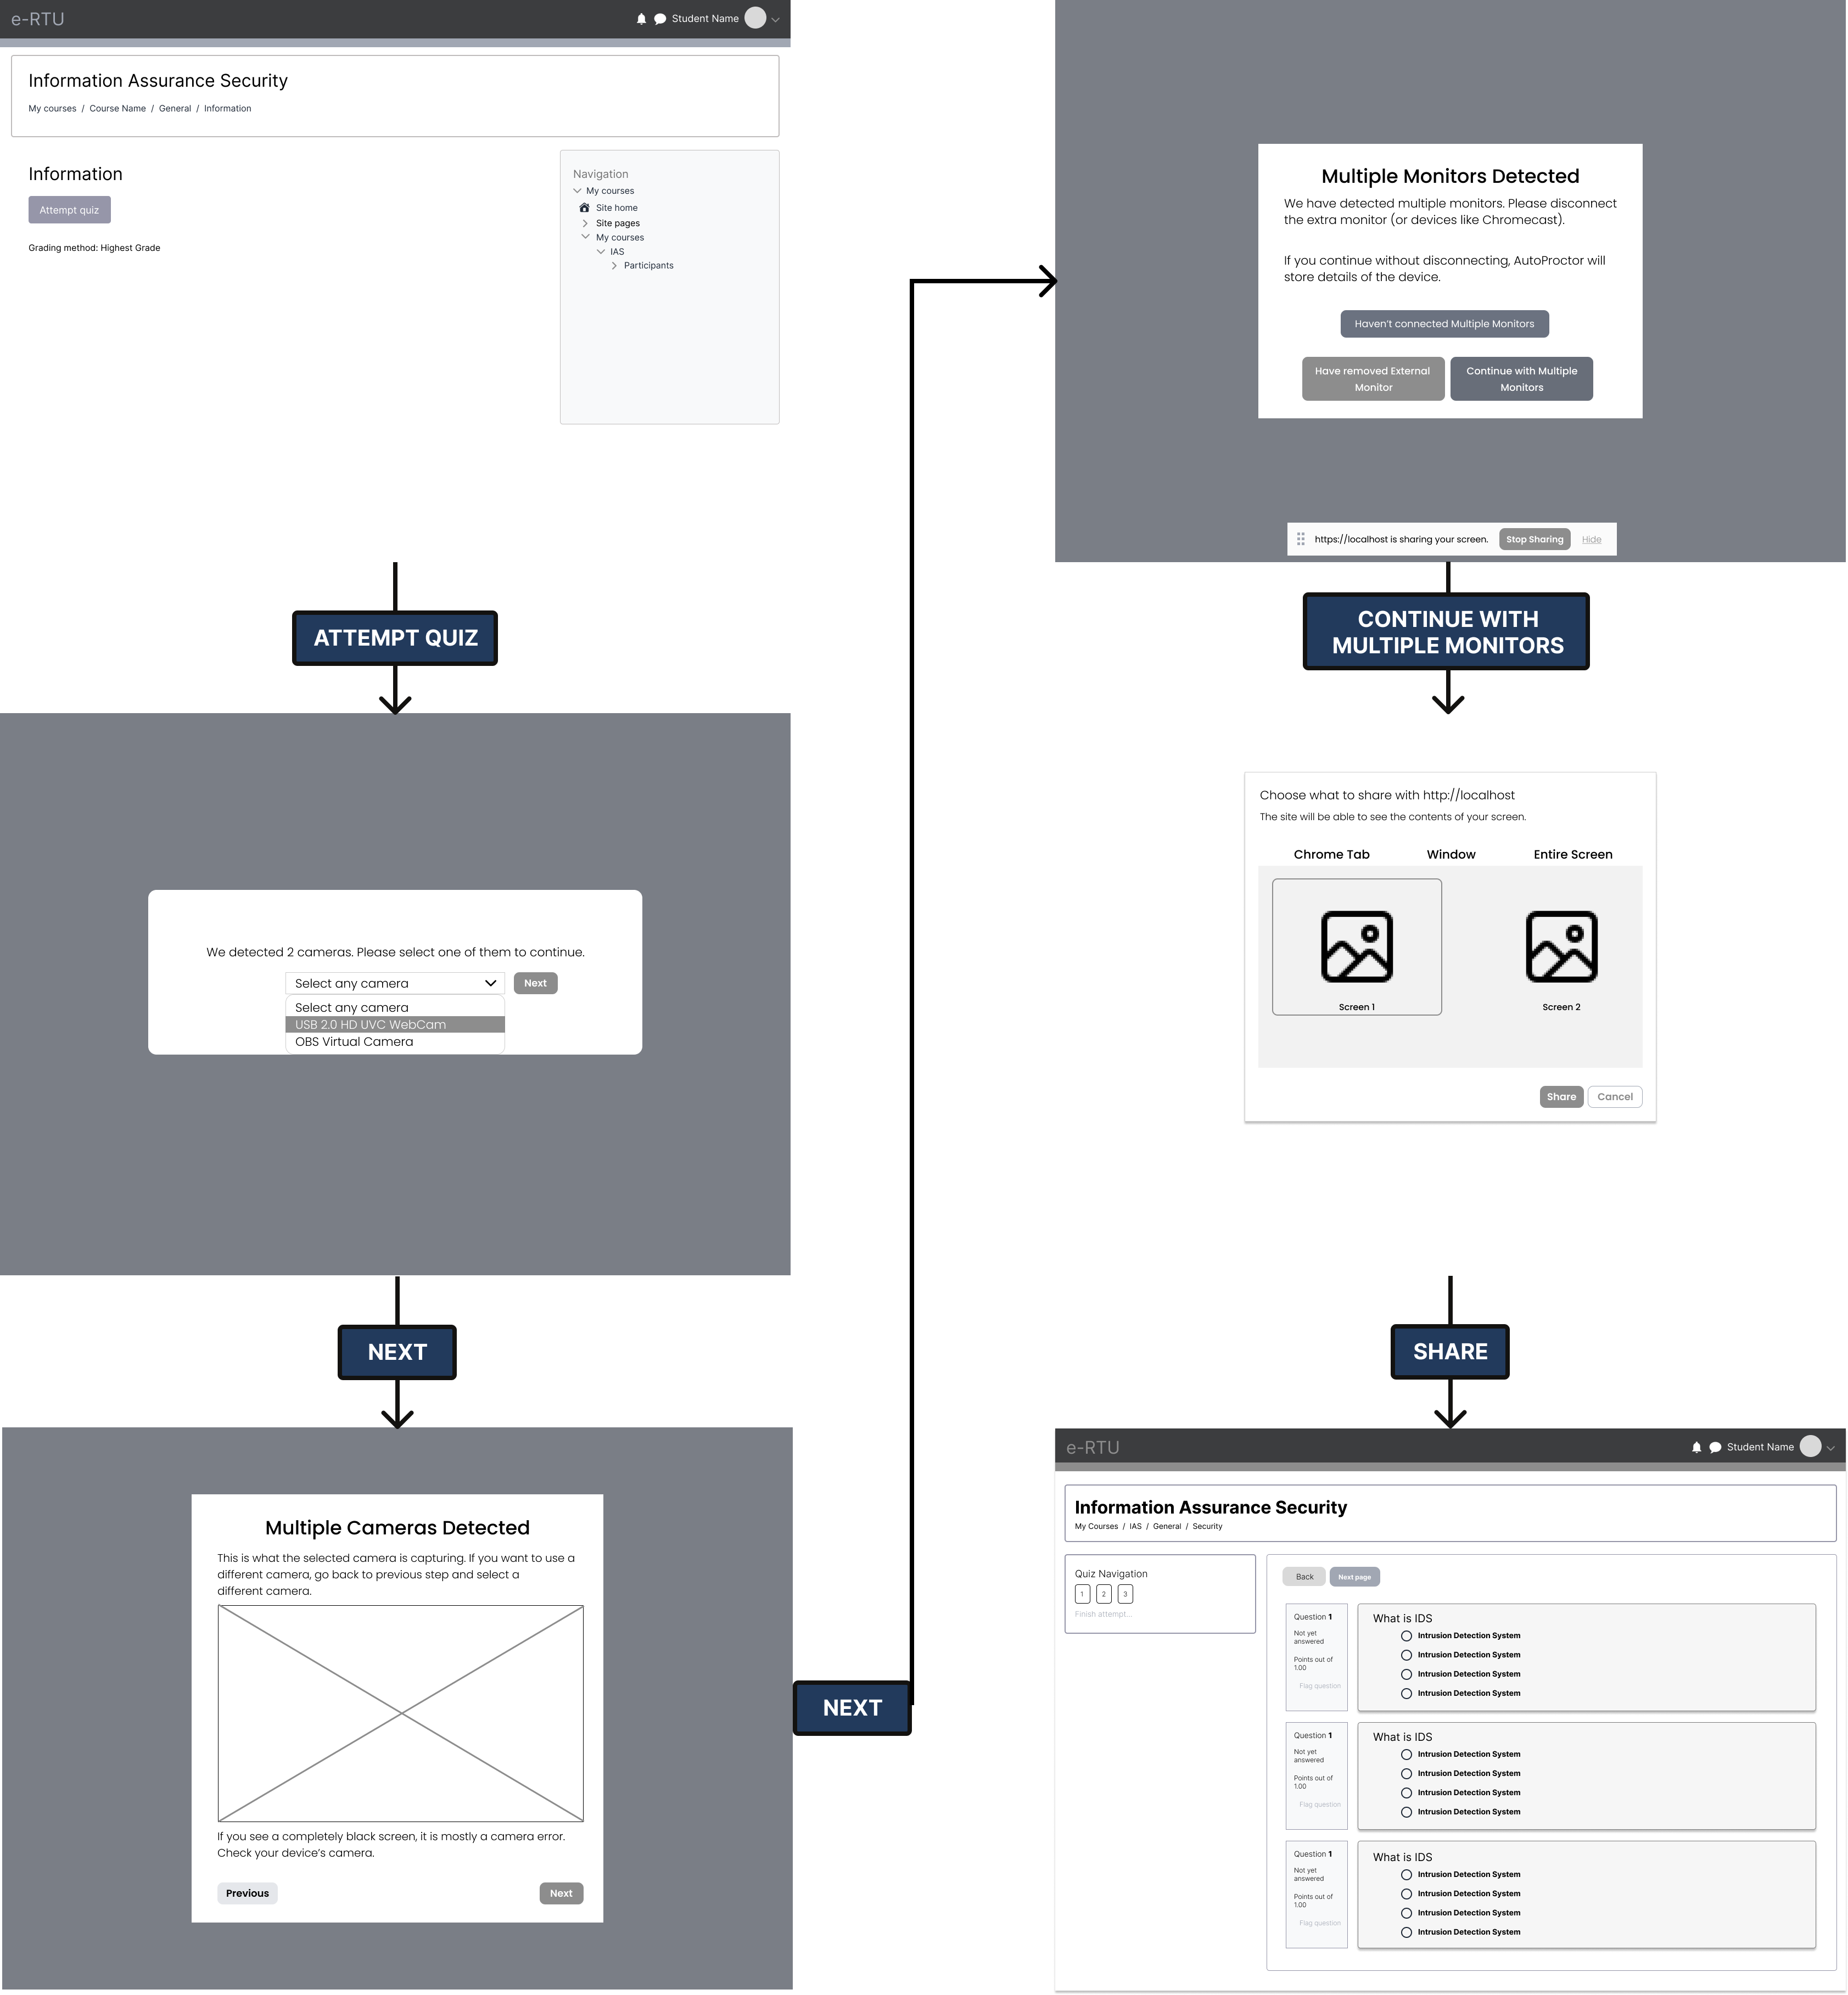 e-RTU
Student Name
Information Assurance Security
My courses / Course Name / General / Information
Information
Attempt quiz
Grading method: Highest Grade
Navigation
My courses
Site home
Site pages
My courses
IAS
Participants
ATTEMPT QUIZ
We detected 2 cameras. Please select one of them to continue.
Select any camera
Next
Select any camera
USB 2.0 HD UVC WebCam
OBS Virtual Camera
NEXT
Multiple Cameras Detected
This is what the selected camera is capturing. If you want to use a
different camera, go back to previous step and select a
different camera.
If you see a completely black screen, it is mostly a camera error.
Check your device's camera.
Previous
Next
NEXT
Multiple Monitors Detected
We have detected multiple monitors. Please disconnect
the extra monitor (or devices like Chromecast).
If you continue without disconnecting, AutoProctor will
store details of the device.
Haven't connected Multiple Monitors
Have removed External
Monitor
Continue with Multiple
Monitors
https://localhost is sharing your screen.
Stop Sharing
Hide
CONTINUE WITH
MULTIPLE MONITORS
Choose what to share with http://localhost
The site will be able to see the contents of your screen.
Chrome Tab
Window
Entire Screen
Screen 1
Screen 2
Share
Cancel
SHARE
e-RTU
Student Name
Information Assurance Security
My Courses / IAS / General / Security
Quiz Navigation
1 2 3
Finish attempt...
Back
Next page
Question 1
Not yet
answered
Points out of
1.00
Flag question
What is IDS
Intrusion Detection System
Intrusion Detection System
Intrusion Detection System
Intrusion Detection System
Question 1
Not yet
answered
Points out of
1.00
Flag question
What is IDS
Intrusion Detection System
Intrusion Detection System
Intrusion Detection System
Intrusion Detection System
Question 1
Not yet
answered
Points out of
1.00
Flag question
What is IDS
Intrusion Detection System
Intrusion Detection System
Intrusion Detection System
Intrusion Detection System